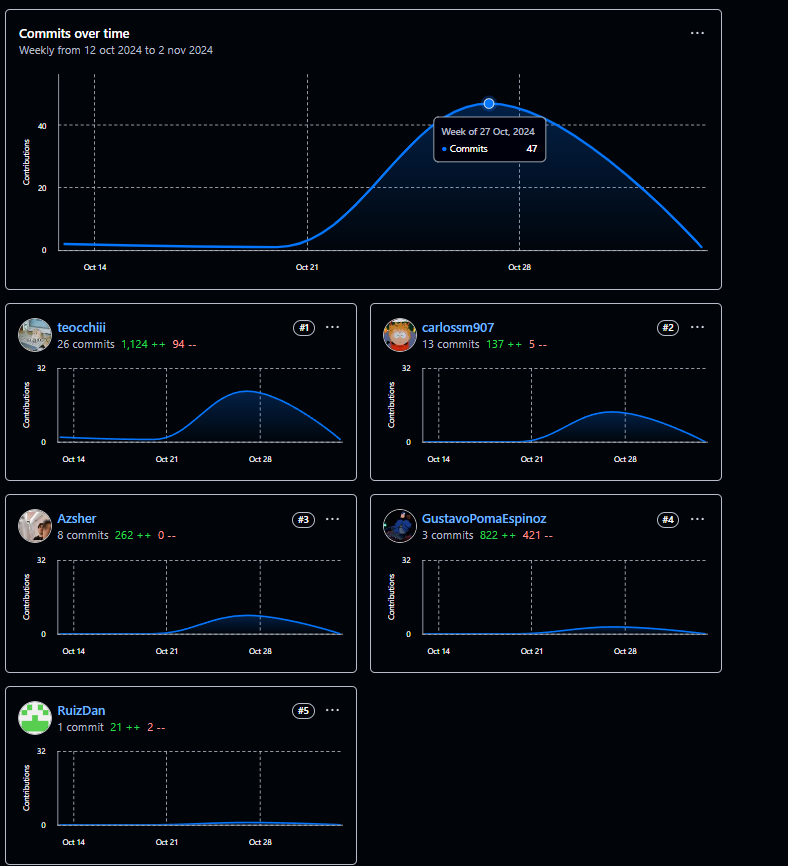 Commits over time
Weekly from 12 oct 2024 to 2 nov 2024
Contributions
40
20
0
Week of 27 Oct, 2024
Commits 47
Oct 14 Oct 21 Oct 28
teocchiii #1
26 commits 1,124 ++ 94 --
Contributions
32
0
Oct 14 Oct 21 Oct 28
carlossm907 #2
13 commits 137 ++ 5 --
Contributions
32
0
Oct 14 Oct 21 Oct 28
Azsher #3
8 commits 262 ++ 0 --
Contributions
32
0
Oct 14 Oct 21 Oct 28
GustavoPomaEspinoz #4
3 commits 822 ++ 421 --
Contributions
32
0
Oct 14 Oct 21 Oct 28
RuizDan #5
1 commit 21 ++ 2 --
Contributions
32
0
Oct 14 Oct 21 Oct 28